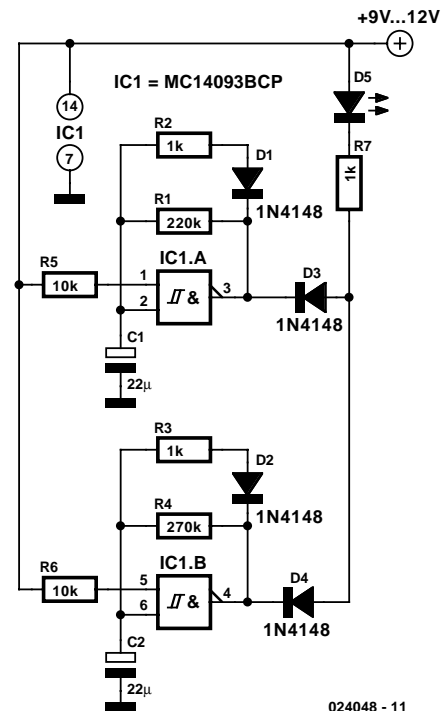 +9V...12V
IC1 = MC14093BCP
D5
14
IC1
7
R2
1k
D1
R7
1k
R1
220k
1N4148
IC1.A
R5
10k
1
2
&
3
D3
1N4148
C1
22µ
R3
1k
D2
R4
270k
1N4148
IC1.B
R6
10k
5
6
&
4
D4
1N4148
C2
22µ
024048 - 11